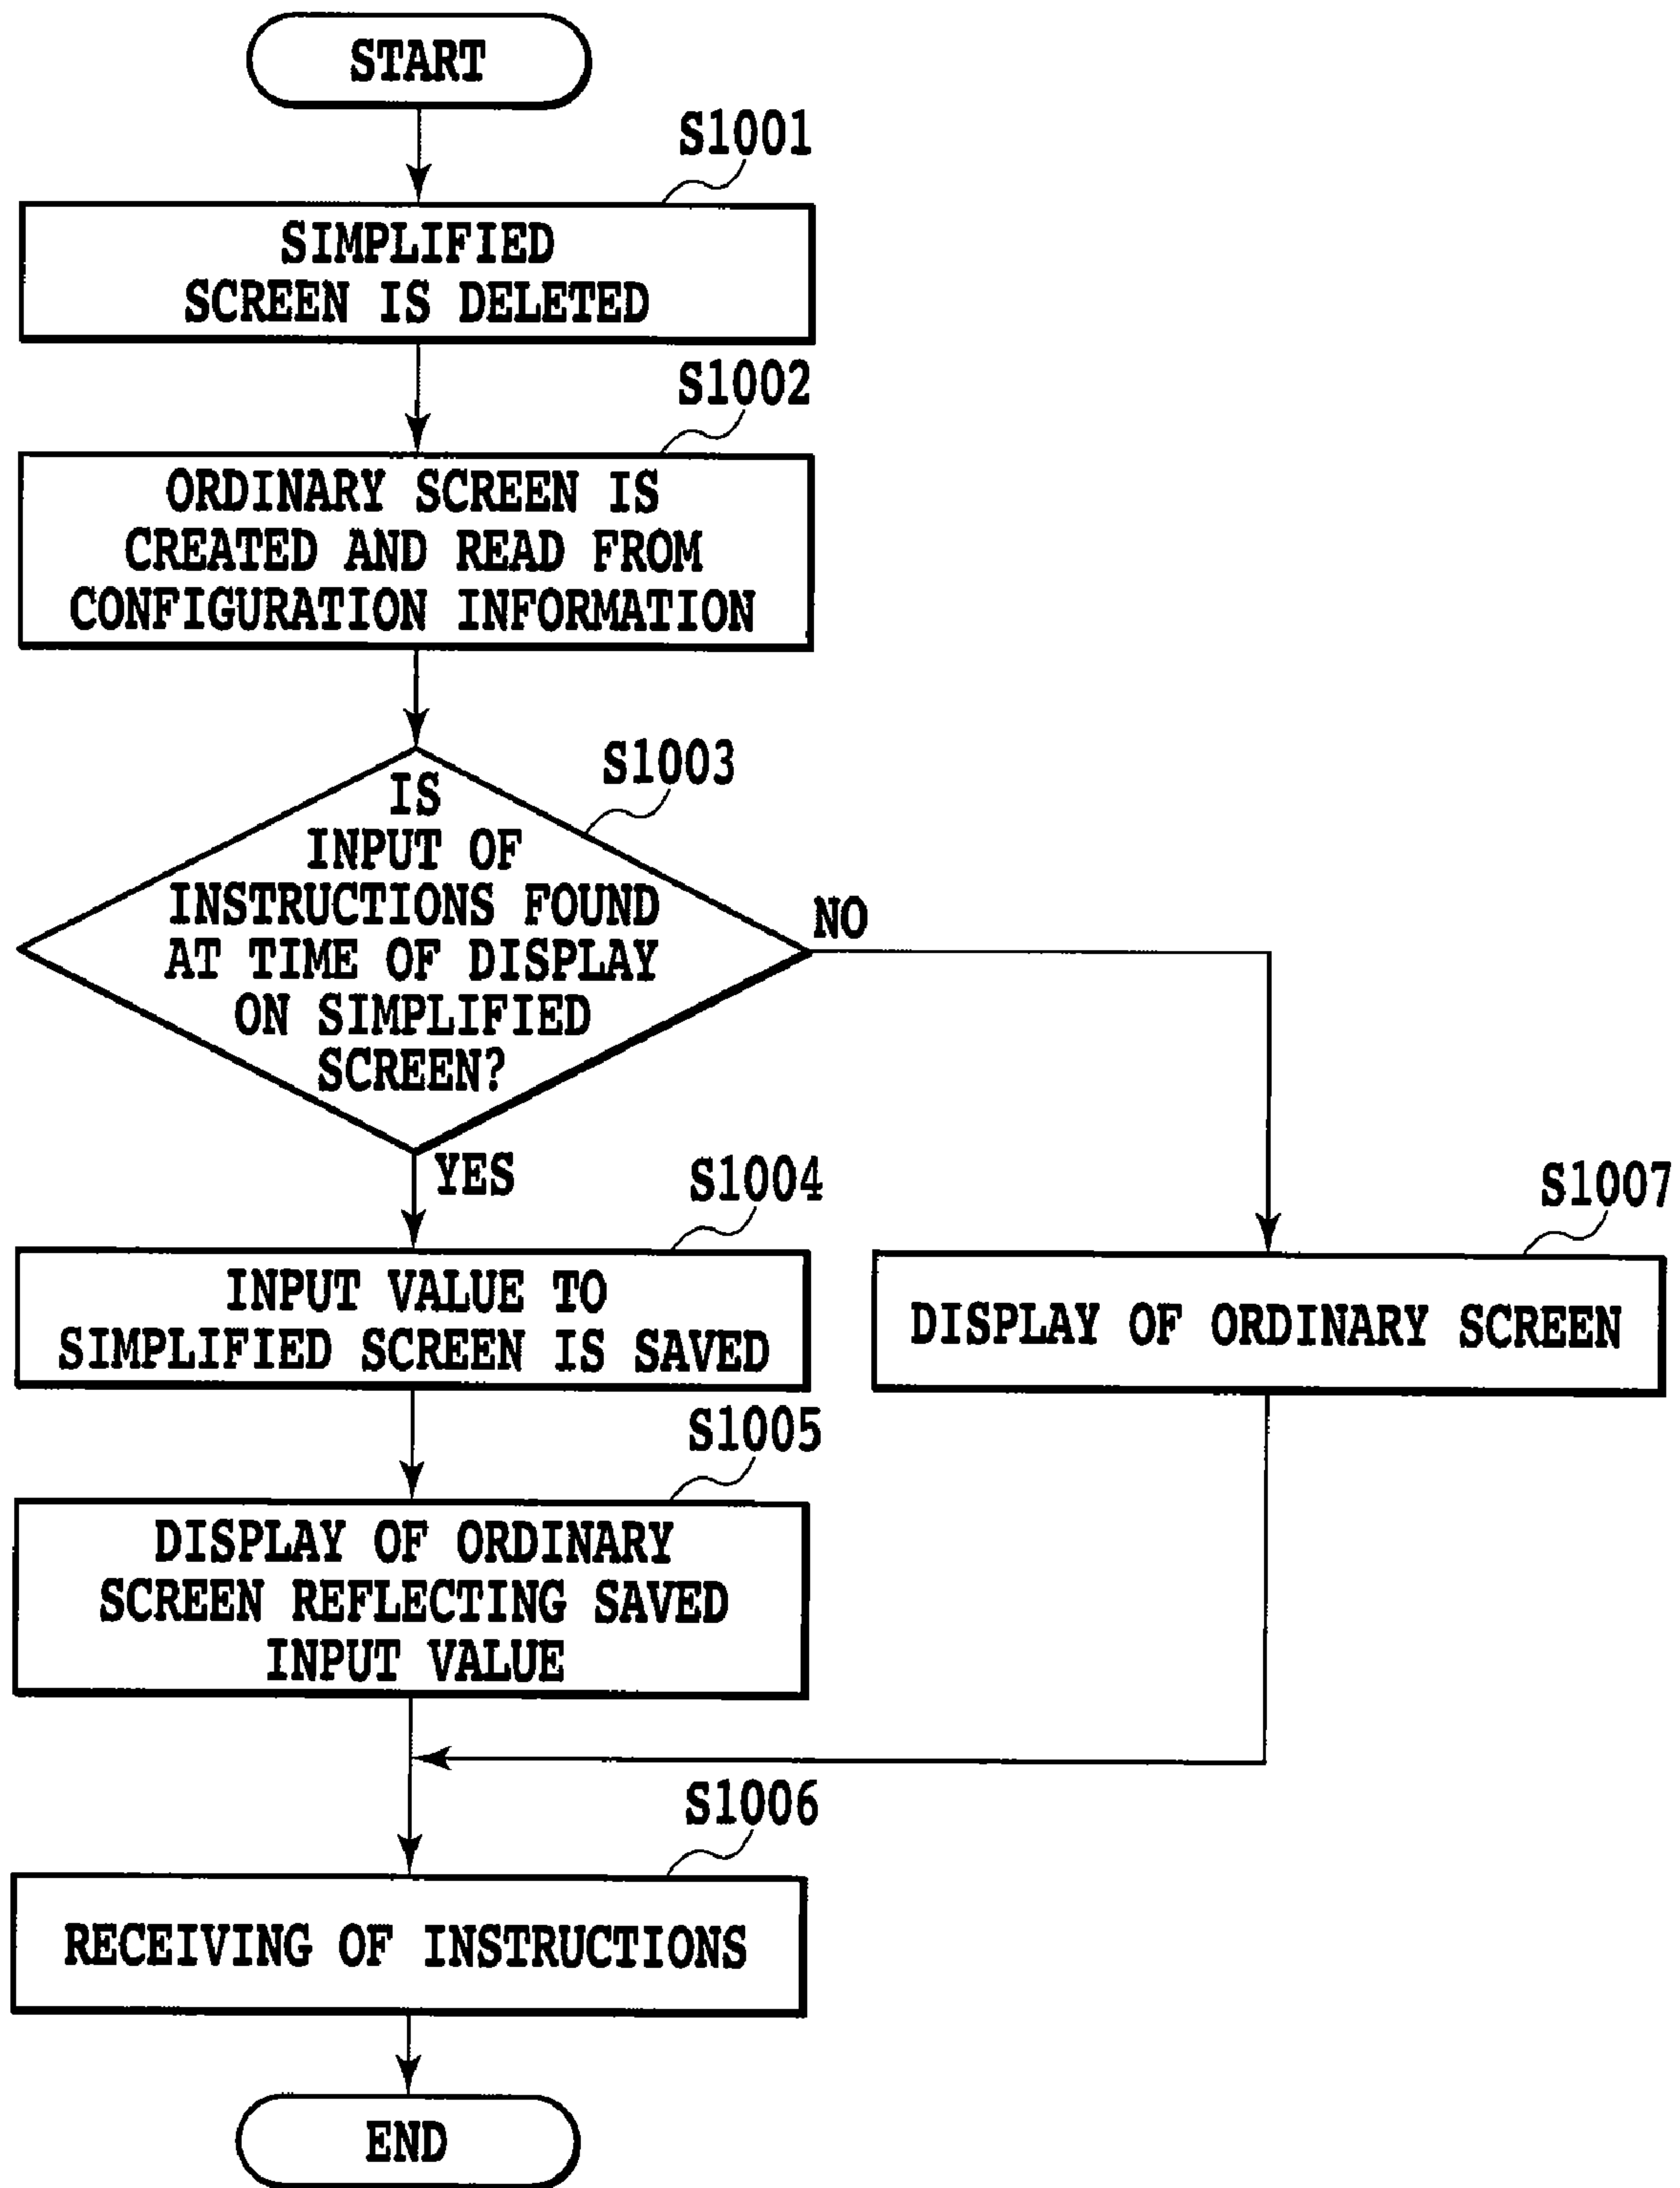 START
S1001
SIMPLIFIED
SCREEN IS DELETED
S1002
ORDINARY SCREEN IS
CREATED AND READ FROM
CONFIGURATION INFORMATION
S1003
IS
INPUT OF
INSTRUCTIONS FOUND
AT TIME OF DISPLAY
ON SIMPLIFIED
SCREEN?
NO
YES
S1004
INPUT VALUE TO
SIMPLIFIED SCREEN IS SAVED
S1007
DISPLAY OF ORDINARY SCREEN
S1005
DISPLAY OF ORDINARY
SCREEN REFLECTING SAVED
INPUT VALUE
S1006
RECEIVING OF INSTRUCTIONS
END